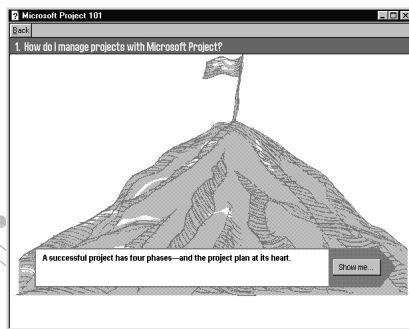 ? Microsoft Project 101
Back
1. How do I manage projects with Microsoft Project?
A successful project has four phases—and the project plan at its heart.
Show me...